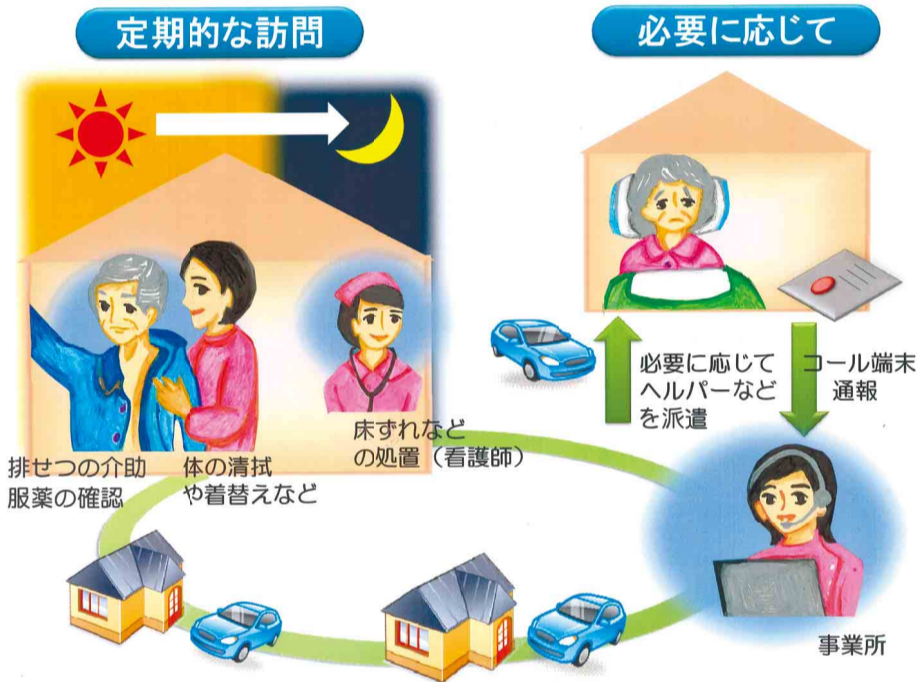 定期的な訪問
必要に応じて
必要に応じて
ヘルパーなど
を派遣
コール端末
通報
床ずれなど
の処置（看護師）
排せつの介助
服薬の確認
体の清拭
や着替えなど
事業所